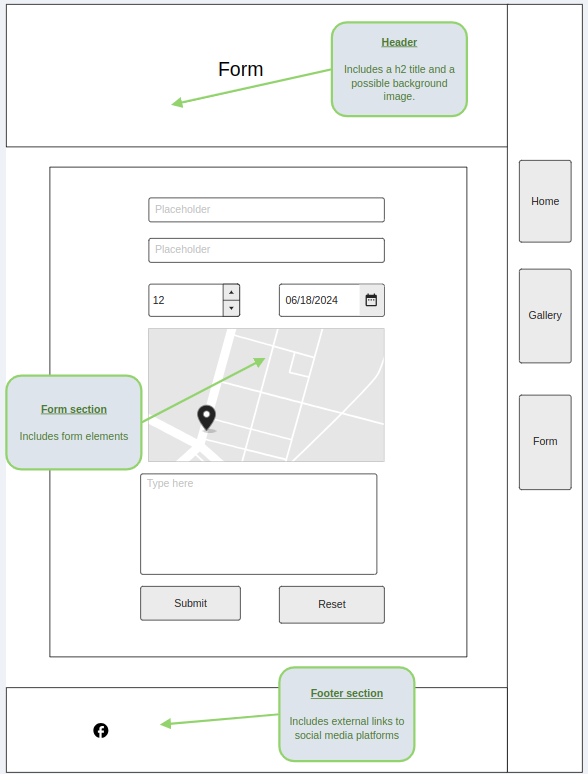 Header
Form
Includes a h2 title and a
possible background
image.
Home
Placeholder
Placeholder
12
06/18/2024
Gallery
Form section
Includes form elements
Form
Type here
Submit
Reset
Footer section
Includes external links to
social media platforms